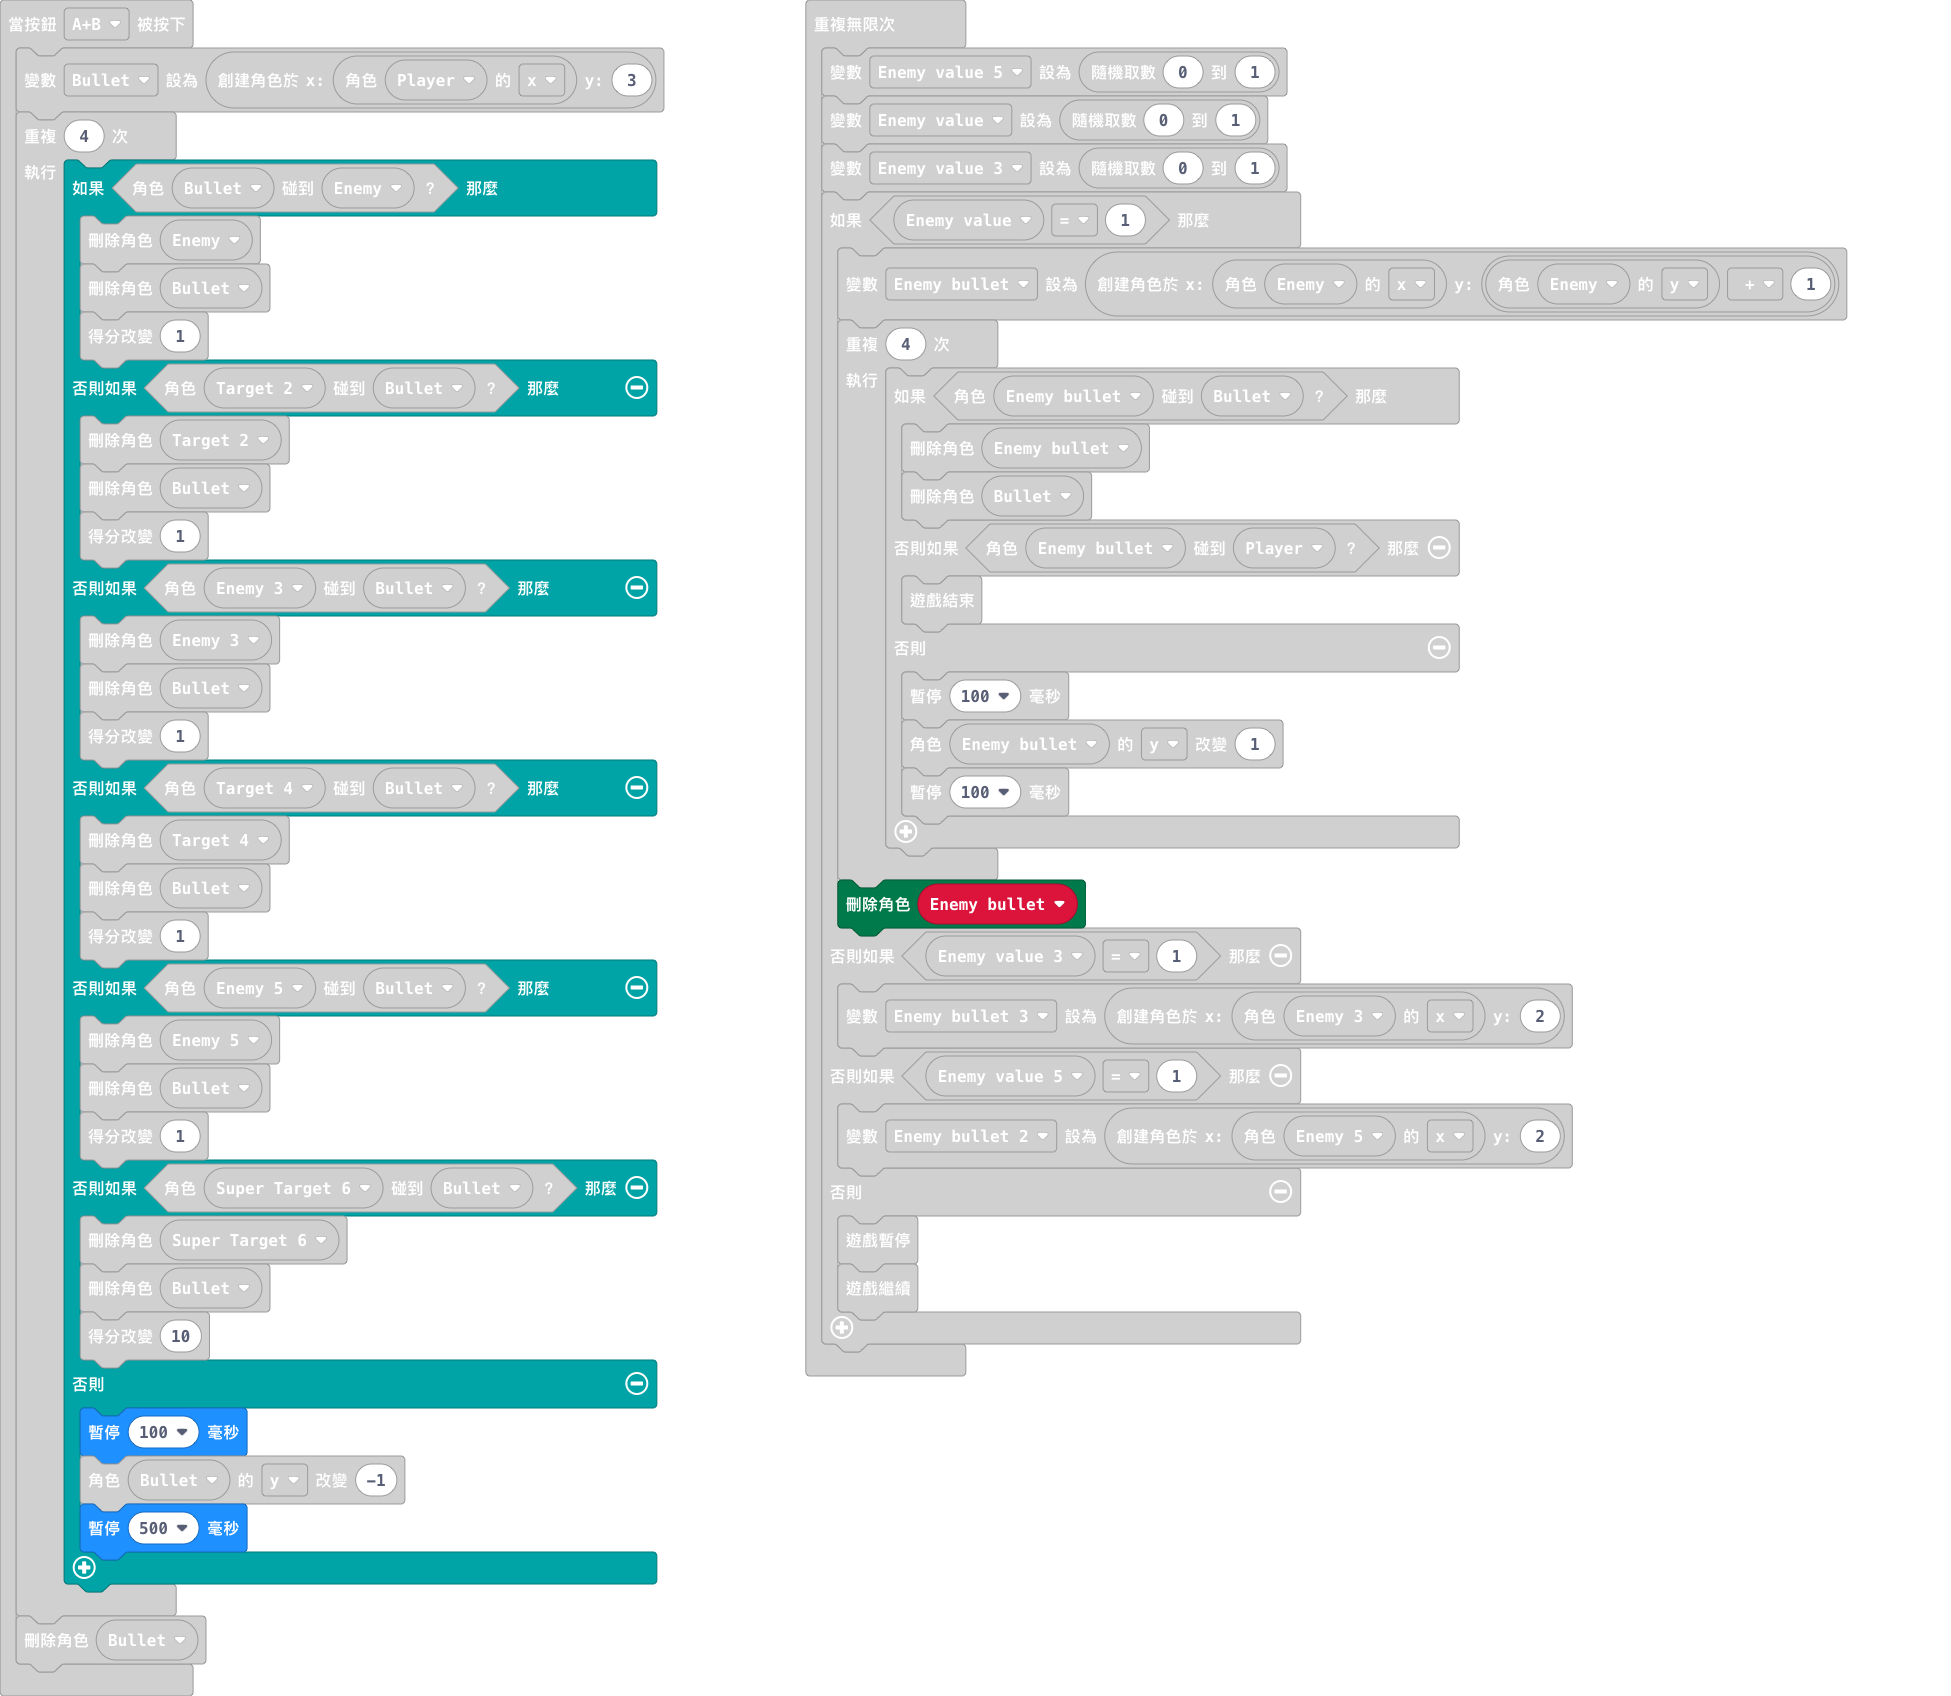 當按鈕 A+B 被按下
變數 Bullet 設為 創建角色於 x: 角色 Player 的 x y: 3
重複 4 次
執行
如果 角色 Bullet 碰到 Enemy ? 那麼
刪除角色 Enemy
刪除角色 Bullet
得分改變 1
否則如果 角色 Target 2 碰到 Bullet ? 那麼
刪除角色 Target 2
刪除角色 Bullet
得分改變 1
否則如果 角色 Enemy 3 碰到 Bullet ? 那麼
刪除角色 Enemy 3
刪除角色 Bullet
得分改變 1
否則如果 角色 Target 4 碰到 Bullet ? 那麼
刪除角色 Target 4
刪除角色 Bullet
得分改變 1
否則如果 角色 Enemy 5 碰到 Bullet ? 那麼
刪除角色 Enemy 5
刪除角色 Bullet
得分改變 1
否則如果 角色 Super Target 6 碰到 Bullet ? 那麼
刪除角色 Super Target 6
刪除角色 Bullet
得分改變 10
否則
暫停 100 毫秒
角色 Bullet 的 y 改變 -1
暫停 500 毫秒
刪除角色 Bullet
重複無限次
變數 Enemy value 5 設為 隨機取數 0 到 1
變數 Enemy value 設為 隨機取數 0 到 1
變數 Enemy value 3 設為 隨機取數 0 到 1
如果 Enemy value = 1 那麼
變數 Enemy bullet 設為 創建角色於 x: 角色 Enemy 的 x y: 角色 Enemy 的 y + 1
重複 4 次
執行
如果 角色 Enemy bullet 碰到 Bullet ? 那麼
刪除角色 Enemy bullet
刪除角色 Bullet
否則如果 角色 Enemy bullet 碰到 Player ? 那麼
遊戲結束
否則
暫停 100 毫秒
角色 Enemy bullet 的 y 改變 1
暫停 100 毫秒
刪除角色 Enemy bullet
否則如果 Enemy value 3 = 1 那麼
變數 Enemy bullet 3 設為 創建角色於 x: 角色 Enemy 3 的 x y: 2
否則如果 Enemy value 5 = 1 那麼
變數 Enemy bullet 2 設為 創建角色於 x: 角色 Enemy 5 的 x y: 2
否則
遊戲暫停
遊戲繼續